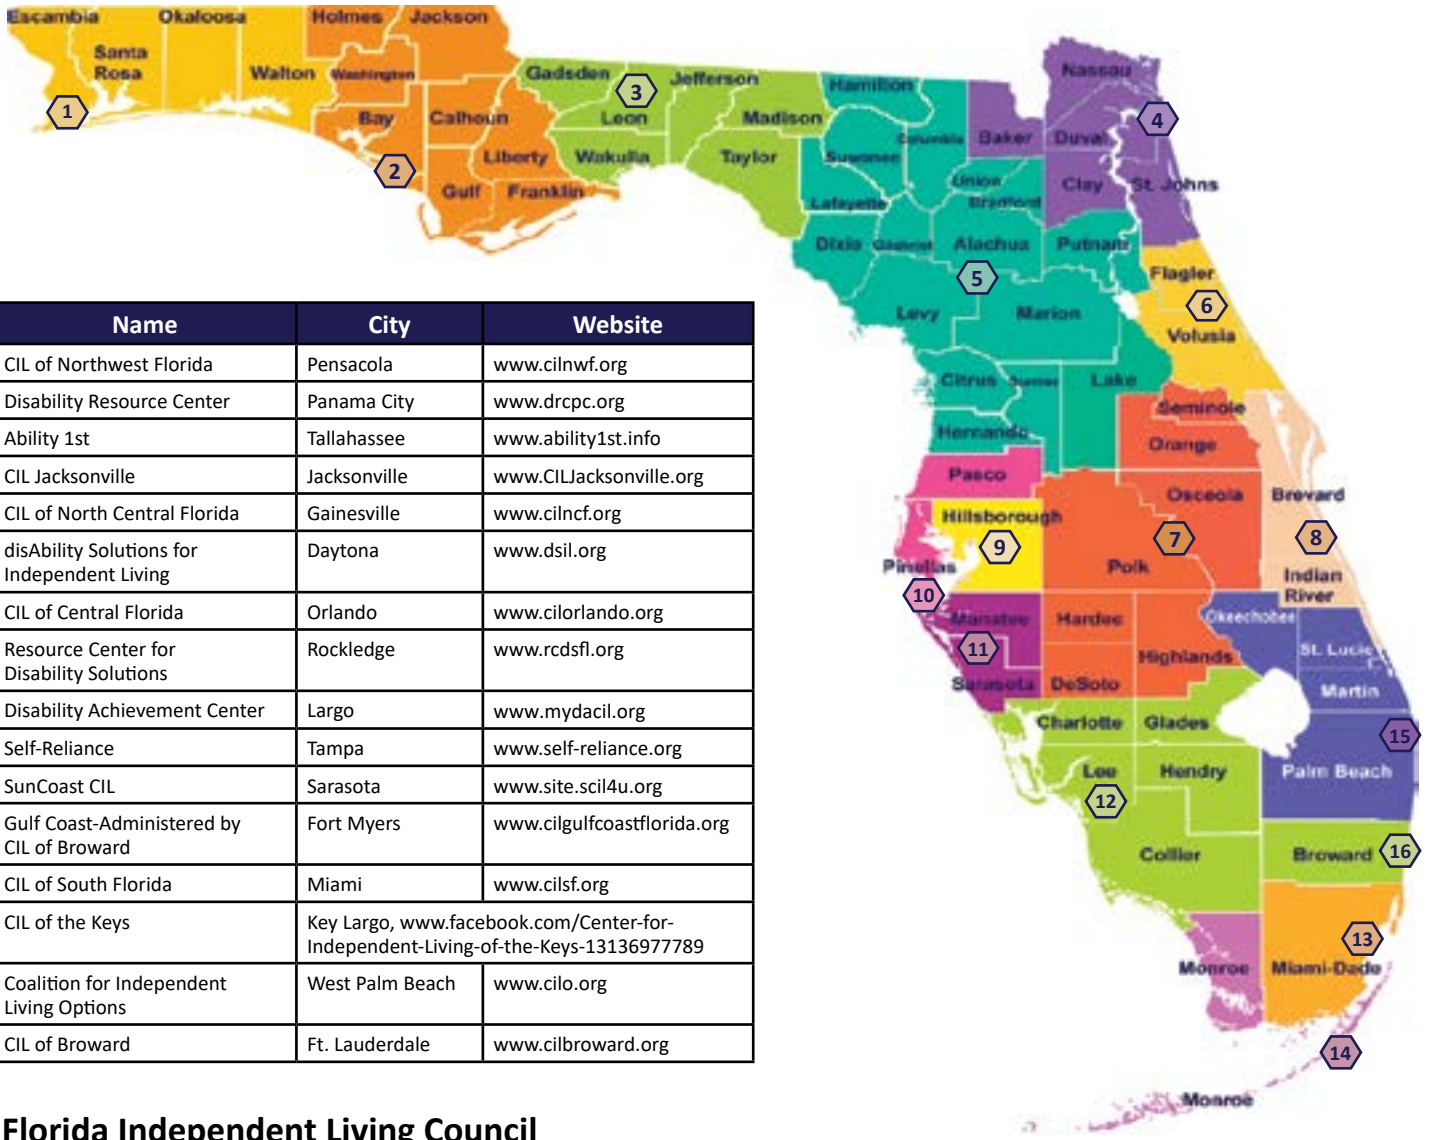 Escambia Okaloosa Holmes Jackson
Santa
Rosa
Walton Washington
1
Bay Calhoun
2
Liberty
Gulf Franklin
Gadsden 3 Jefferson
Leon Madison
Wakulla Taylor
Hamilton
Suwanee Columbia
Lafayette
Union
Bradford
Dixie Gilchrist Alachua Putnam
5
Levy Marion
Citrus Sumter Lake
Hernando
Nassau
4
Baker Duval
Clay St. Johns
Flagler
6
Volusia
Seminole
Orange
Pasco
Osceola Brevard
Hillsborough
9 7 8
Pinellas Polk
10
Indian
River
Manatee Hardee Okeechobee
11
Highlands St. Lucie
Sarasota DeSoto Martin
Charlotte Glades
15
Lee Hendry Palm Beach
12
Collier Broward 16
13
Monroe Miami-Dade
14
Monroe
Name City Website
CIL of Northwest Florida Pensacola www.cilnwf.org
Disability Resource Center Panama City www.drcpc.org
Ability 1st Tallahassee www.ability1st.info
CIL Jacksonville Jacksonville www.CILJacksonville.org
CIL of North Central Florida Gainesville www.cilncf.org
disAbility Solutions for Daytona www.dsil.org
Independent Living
CIL of Central Florida Orlando www.cilorlando.org
Resource Center for Rockledge www.rcdsfl.org
Disability Solutions
Disability Achievement Center Largo www.mydacil.org
Self-Reliance Tampa www.self-reliance.org
SunCoast CIL Sarasota www.site.scil4u.org
Gulf Coast-Administered by Fort Myers www.cilgulfcoastflorida.org
CIL of Broward
CIL of South Florida Miami www.cilsf.org
CIL of the Keys Key Largo, www.facebook.com/Center-for-
Independent-Living-of-the-Keys-13136977789
Coalition for Independent West Palm Beach www.cilo.org
Living Options
CIL of Broward Ft. Lauderdale www.cilbroward.org
Florida Independent Living Council